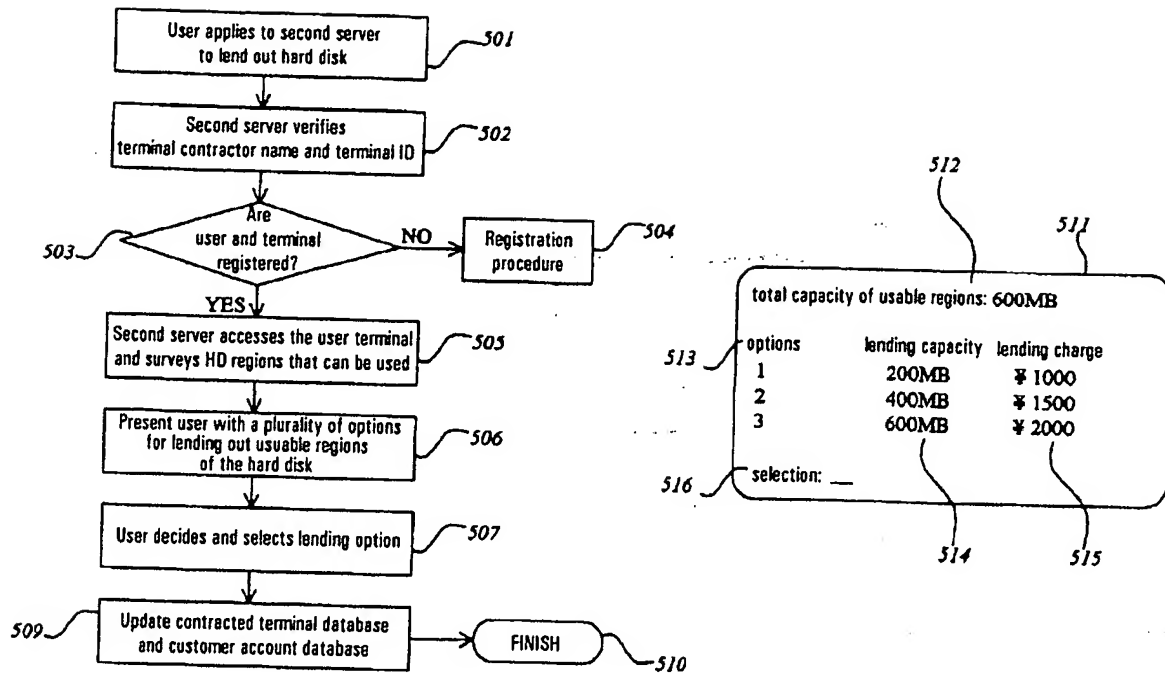 User applies to second server
to lend out hard disk
501
Second server verifies
terminal contractor name and terminal ID
502
Are
user and terminal
registered?
503
NO
Registration
procedure
504
YES
Second server accesses the user terminal
and surveys HD regions that can be used
505
Present user with a plurality of options
for lending out usuable regions
of the hard disk
506
User decides and selects lending option
507
Update contracted terminal database
and customer account database
509
FINISH
510
512
511
total capacity of usable regions: 600MB
513
options lending capacity lending charge
1 200MB ¥ 1000
2 400MB ¥ 1500
3 600MB ¥ 2000
516
selection: __
514
515